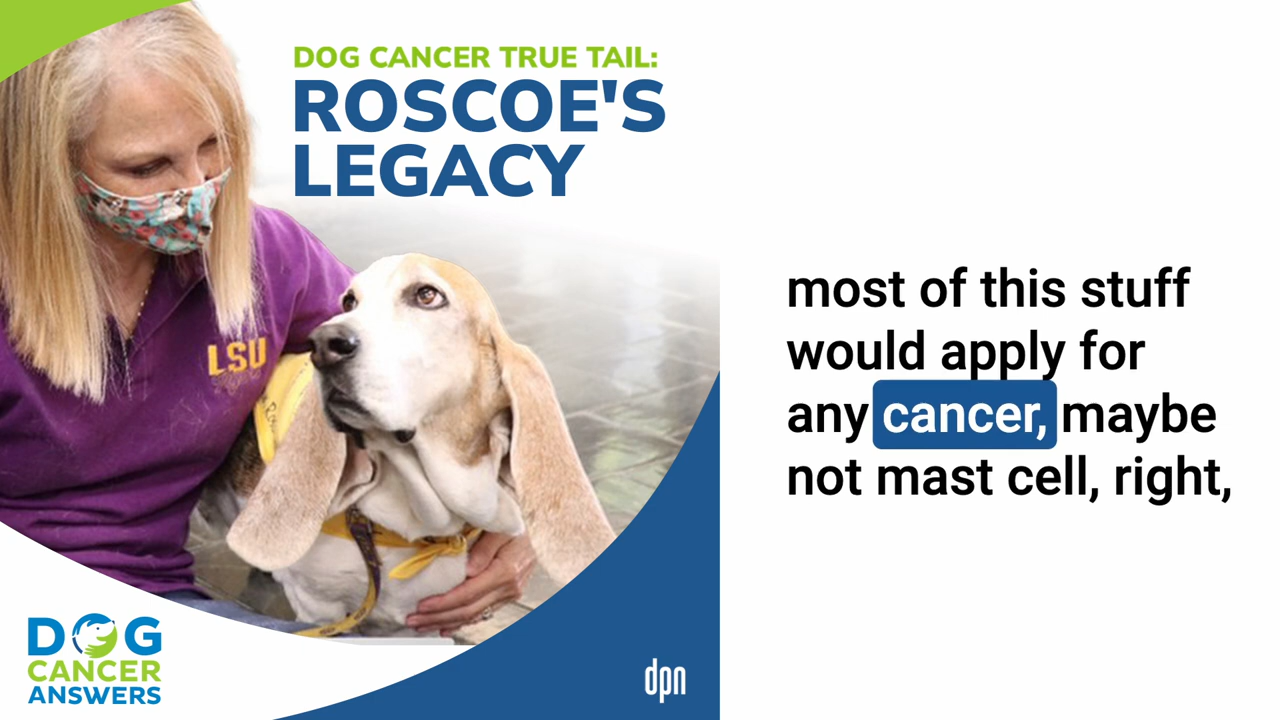 DOG CANCER TRUE TAIL:
ROSCOE'S
LEGACY
LSU
DOG
CANCER
ANSWERS
dpn
most of this stuff
would apply for
any cancer, maybe
not mast cell, right,